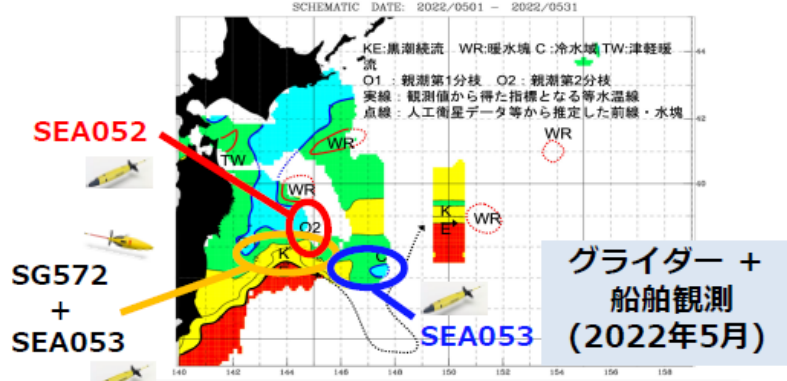 SCHEMATIC DATE: 2022/0501 - 2022/0531
KE:黒潮続流 WR:暖水塊 C:冷水域 TW:津軽暖
流
O1:親潮第1分枝 O2:親潮第2分枝
実線:観測値から得た指標となる等水温線
点線:人工衛星データ等から推定した前線・水塊
44
42
40
SEA052
TW
WR
WR
WR
WR
O2
K
C
K
E
SG572
+
SEA053
SEA053
グライダー +
船舶観測
(2022年5月)
140 142 144 146 148 150 152 154 156 158